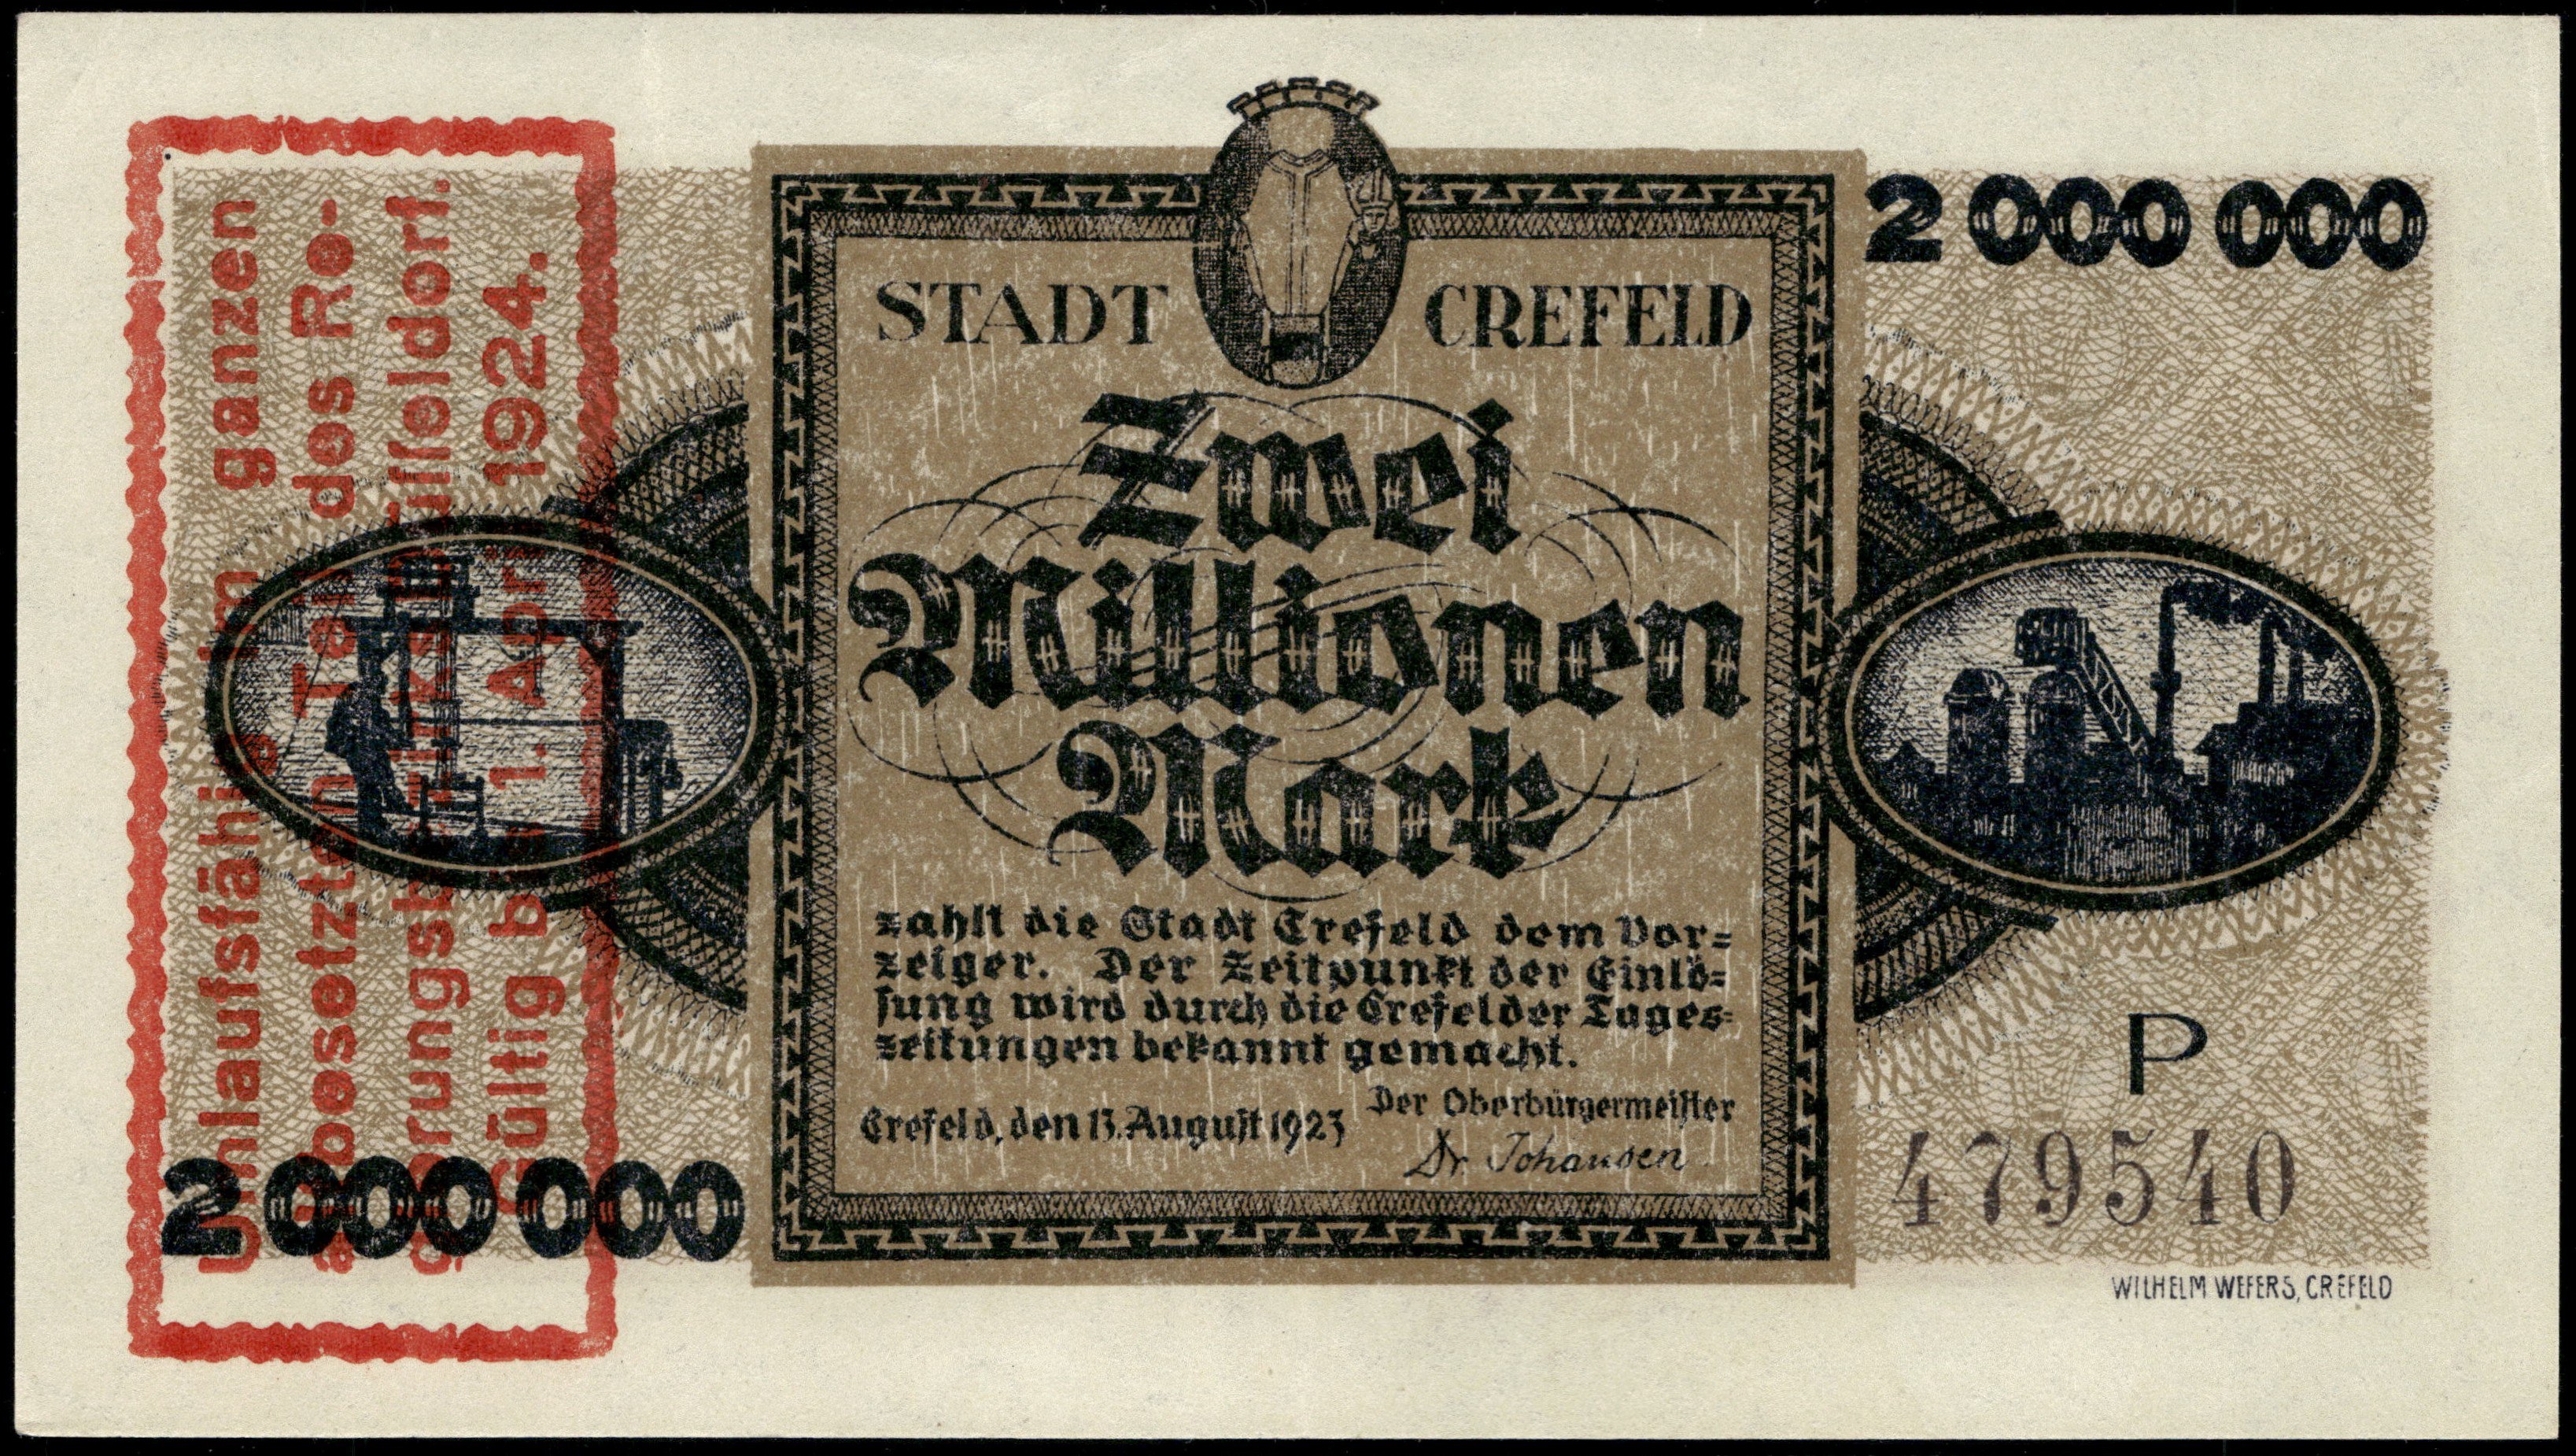 2 000 000
STADT CREFELD
Zwei
Millionen
Mark
zahlt die Stadt Crefeld dem Vor=
zeiger. Der Zeitpunkt der Einlö=
sung wird durch die Crefelder Tages=
zeitungen bekannt gemacht.
Crefeld, den 13. August 1923
Der Oberbürgermeister
Dr. Johansen
2 000 000
P
479540
WILHELM WEFERS, CREFELD
Umlaufsfähig im ganzen
unbesetzten Teil des Re-
gierungsbezirks Düſſeldorf.
Gültig bis 1. April 1924.